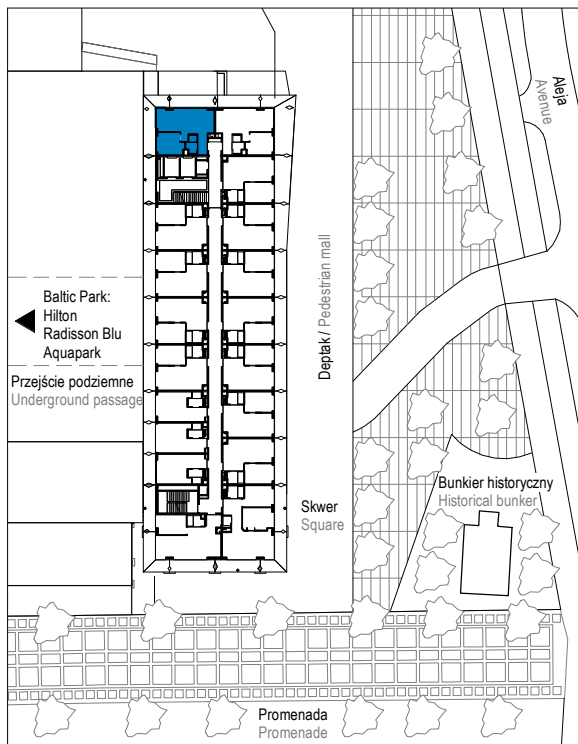 Aleja
Avenue
Baltic Park:
Hilton
Radisson Blu
Aquapark
Przejście podziemne
Underground passage
Deptak / Pedestrian mall
Skwer
Square
Bunkier historyczny
Historical bunker
Promenada
Promenade